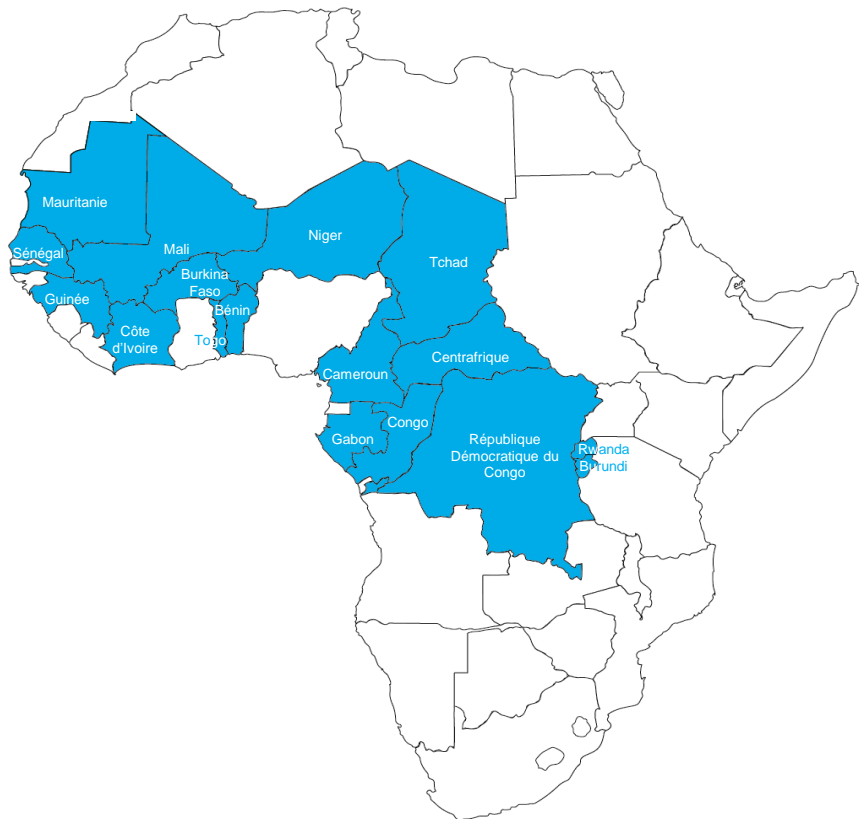 Mauritanie
Mali
Niger
Tchad
Sénégal
Burkina
Faso
Guinée
Bénin
Côte
d'Ivoire
Togo
Centrafrique
Cameroun
Congo
Gabon
République
Démocratique du
Congo
Rwanda
Burundi